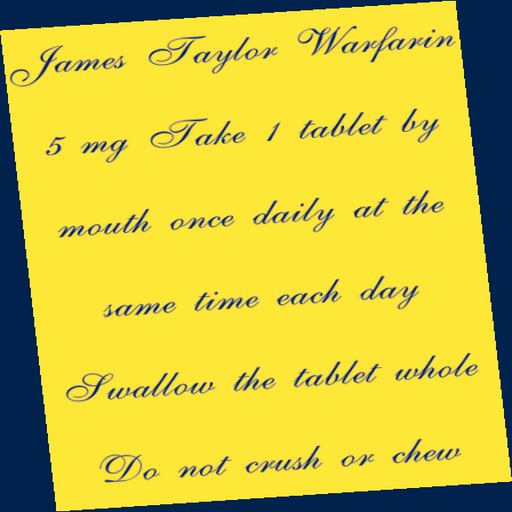 James Taylor Warfarin
5 mg Take 1 tablet by
mouth once daily at the
same time each day
Swallow the tablet whole
Do not crush or chew